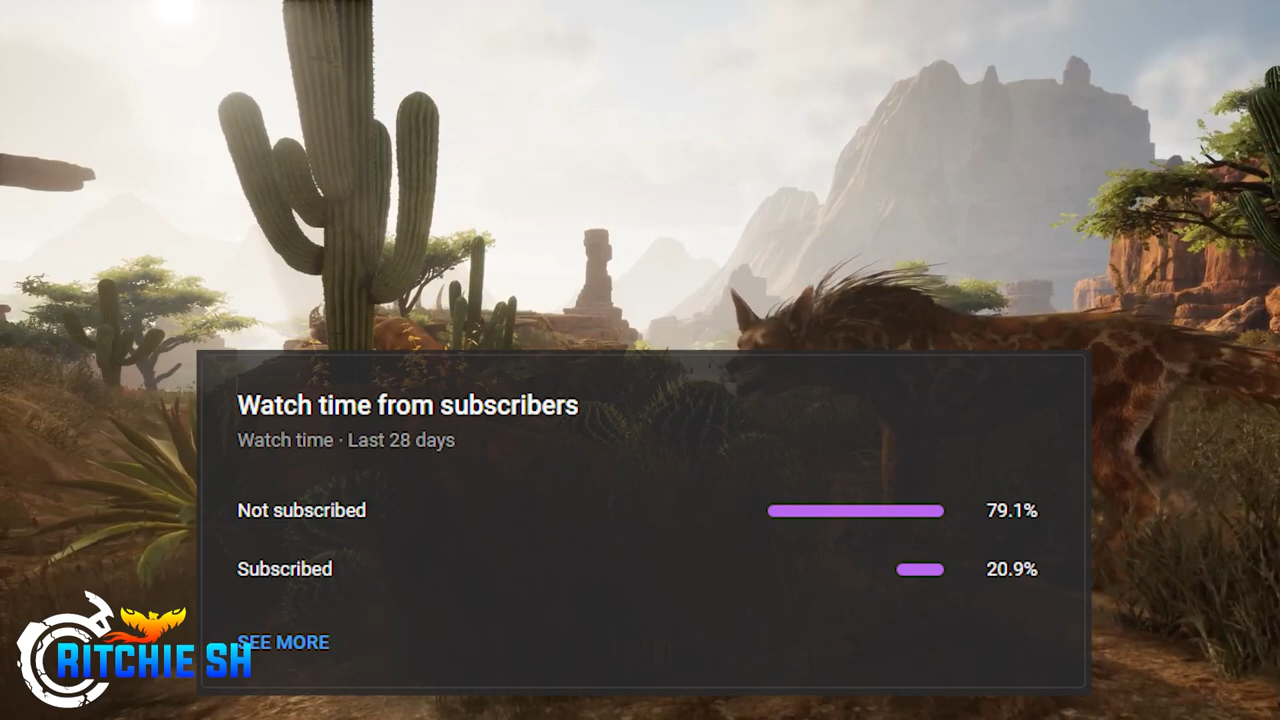 Watch time from subscribers
Watch time · Last 28 days
Not subscribed 79.1%
Subscribed 20.9%
SEE MORE
RITCHIE SH